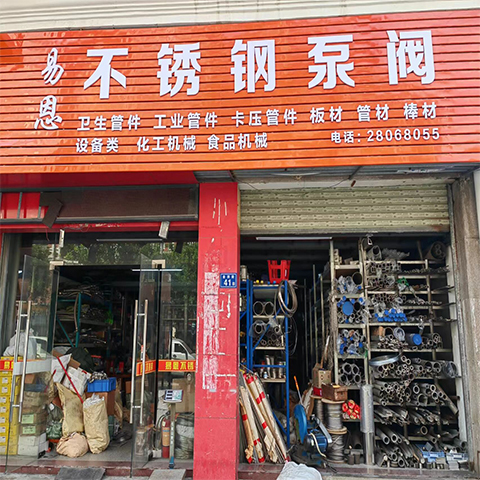 易恩 不锈钢泵阀
卫生管件 工业管件 卡压管件 板材 管材 棒材
设备类 化工机械 食品机械 电话：28068055
41